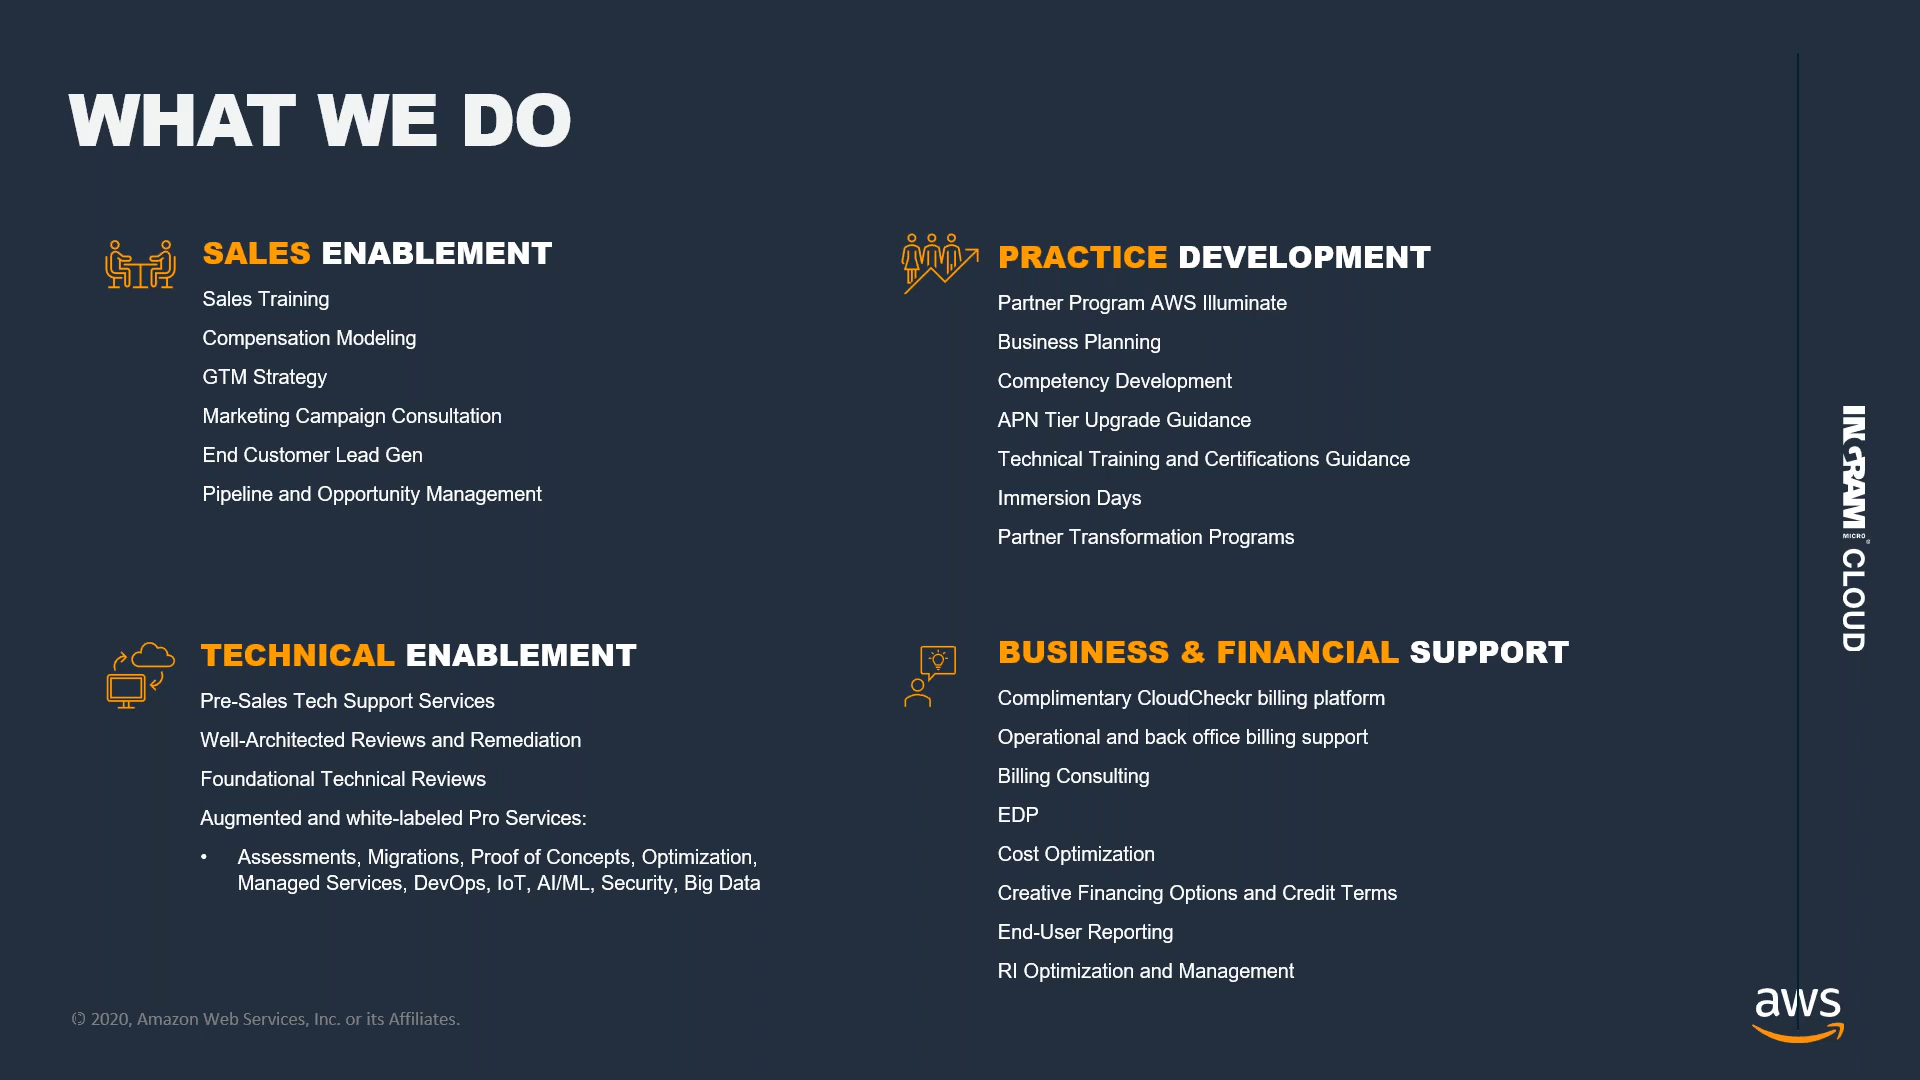 WHAT WE DO
SALES ENABLEMENT
Sales Training
Compensation Modeling
GTM Strategy
Marketing Campaign Consultation
End Customer Lead Gen
Pipeline and Opportunity Management
PRACTICE DEVELOPMENT
Partner Program AWS Illuminate
Business Planning
Competency Development
APN Tier Upgrade Guidance
Technical Training and Certifications Guidance
Immersion Days
Partner Transformation Programs
TECHNICAL ENABLEMENT
Pre-Sales Tech Support Services
Well-Architected Reviews and Remediation
Foundational Technical Reviews
Augmented and white-labeled Pro Services:
• Assessments, Migrations, Proof of Concepts, Optimization,
Managed Services, DevOps, IoT, AI/ML, Security, Big Data
BUSINESS & FINANCIAL SUPPORT
Complimentary CloudCheckr billing platform
Operational and back office billing support
Billing Consulting
EDP
Cost Optimization
Creative Financing Options and Credit Terms
End-User Reporting
RI Optimization and Management
INGRAM MICRO® CLOUD
© 2020, Amazon Web Services, Inc. or its Affiliates.
aws